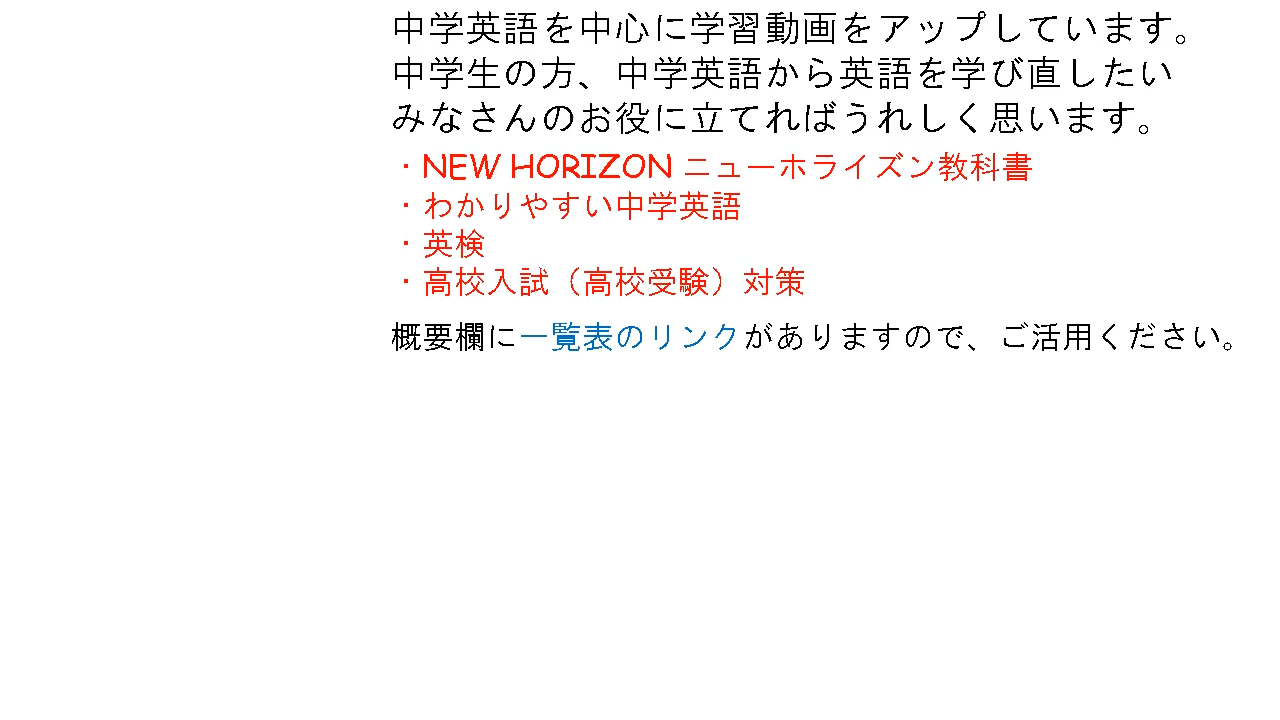 中学英語を中心に学習動画をアップしています。
中学生の方、中学英語から英語を学び直したい
みなさんのお役に立てればうれしく思います。
・NEW HORIZON ニューホライズン教科書
・わかりやすい中学英語
・英検
・高校入試（高校受験）対策
概要欄に一覧表のリンクがありますので、ご活用ください。